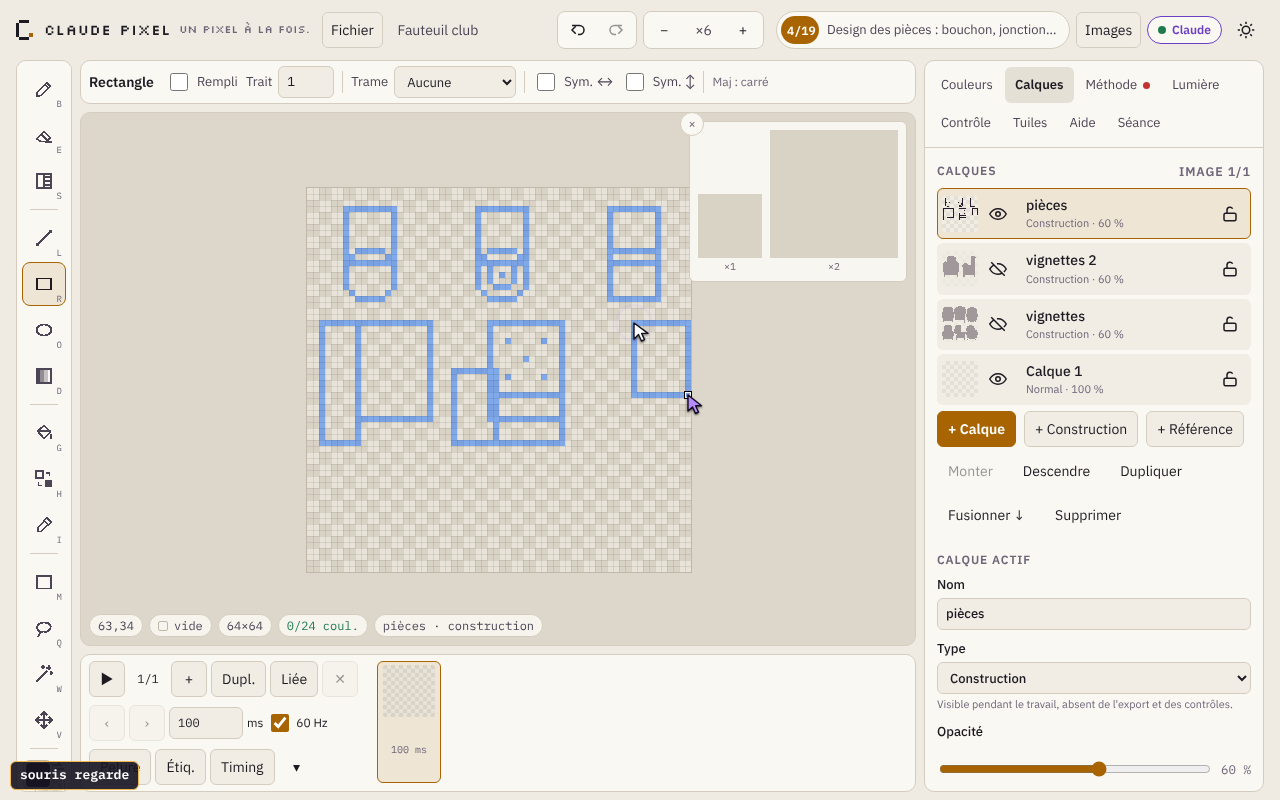 CLAUDE PIXEL UN PIXEL À LA FOIS. Fichier Fauteuil club − ×6 + 4/19 Design des pièces : bouchon, jonction… Images Claude
Rectangle Rempli Trait 1 Trame Aucune Sym. ↔ Sym. ↕ Maj : carré
B
E
S
L
R
O
D
G
H
I
M
Q
W
V
×
×1 ×2
63,34 vide 64×64 0/24 coul. pièces · construction
1/1 + Dupl. Liée ×
‹ › 100 ms 60 Hz
Étiq. Timing ▼
100 ms
souris regarde
Couleurs Calques Méthode Lumière
Contrôle Tuiles Aide Séance
CALQUES IMAGE 1/1
pièces
Construction · 60 %
vignettes 2
Construction · 60 %
vignettes
Construction · 60 %
Calque 1
Normal · 100 %
+ Calque + Construction + Référence
Monter Descendre Dupliquer
Fusionner ↓ Supprimer
CALQUE ACTIF
Nom
pièces
Type
Construction
Visible pendant le travail, absent de l'export et des contrôles.
Opacité
60 %